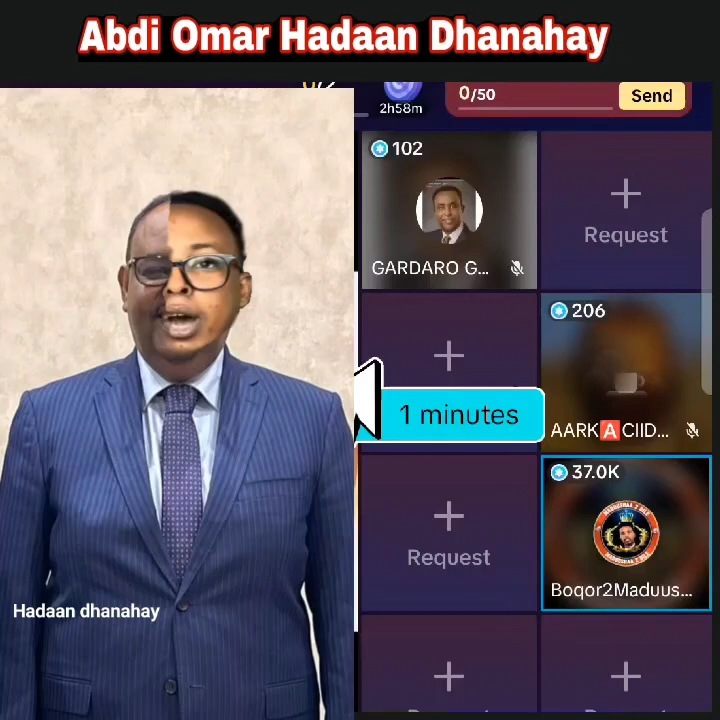 Abdi Omar Hadaan Dhanahay
2h58m
0/50
Send
102
GARDARO G...
Request
206
AARK🅰CIID...
1 minutes
Request
37.0K
Boqor2Maduus...
Hadaan dhanahay